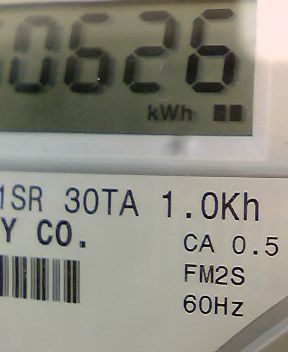 0626
kWh
1SR 30TA 1.0Kh
Y CO.
CA 0.5
FM2S
60Hz